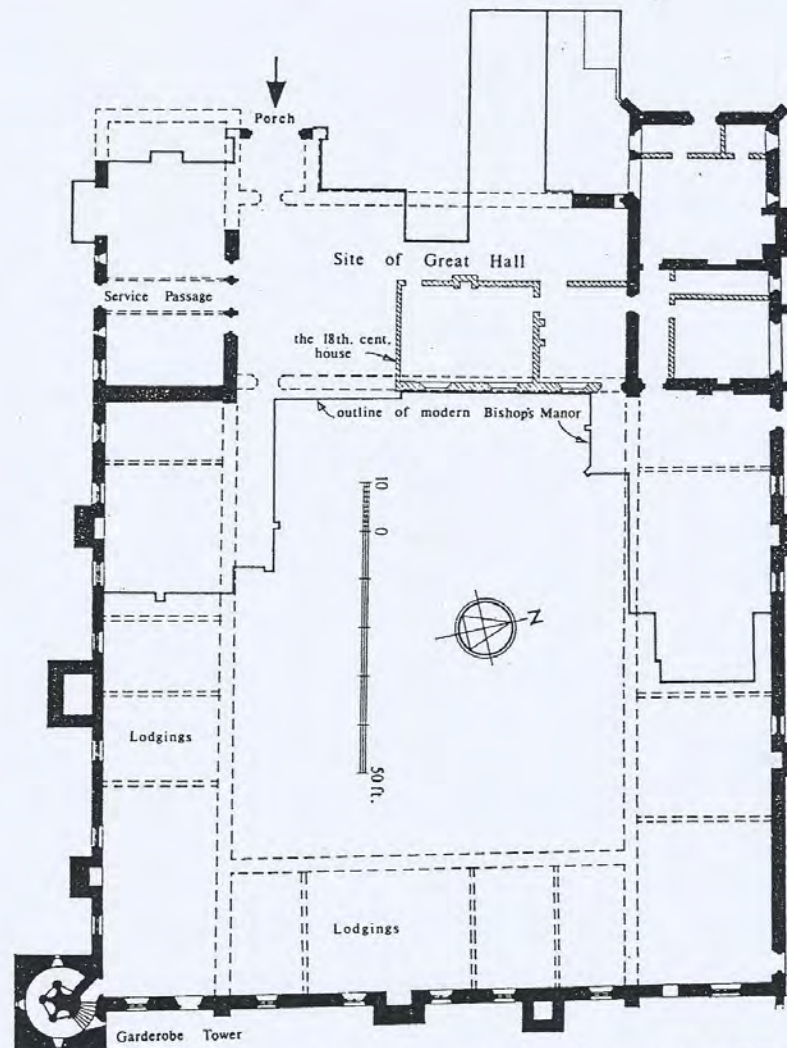 Porch
Site of Great Hall
Service Passage
the 18th. cent.
house
outline of modern Bishop's Manor
10
0
N
50 ft.
Lodgings
Lodgings
Garderobe Tower